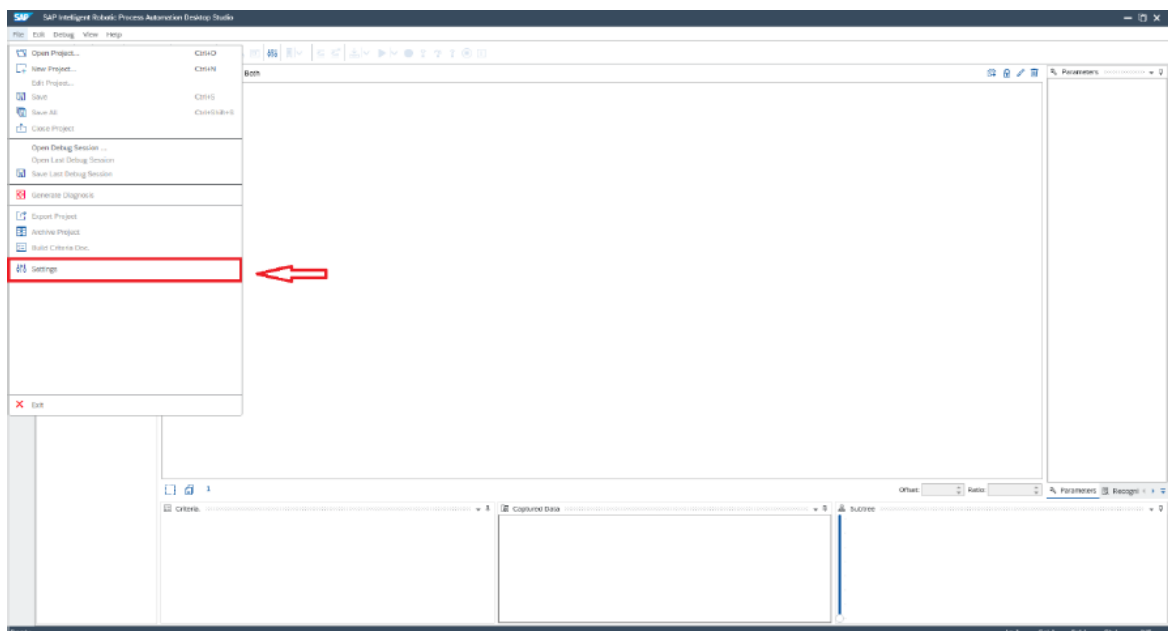 SAP SAP Intelligent Robotic Process Automation Desktop Studio
File Edit Debug View Help
Open Project... Ctrl+O
New Project... Ctrl+N
Edit Project...
Save Ctrl+S
Save All Ctrl+Shift+S
Close Project
Open Debug Session ...
Open Last Debug Session
Save Last Debug Session
Generate Diagnosis
Export Project
Archive Project
Build Criteria Doc.
Settings
Exit
Both
Parameters
Offset: Ratio:
Parameters Recogni
Criteria
Captured Data
Subtree